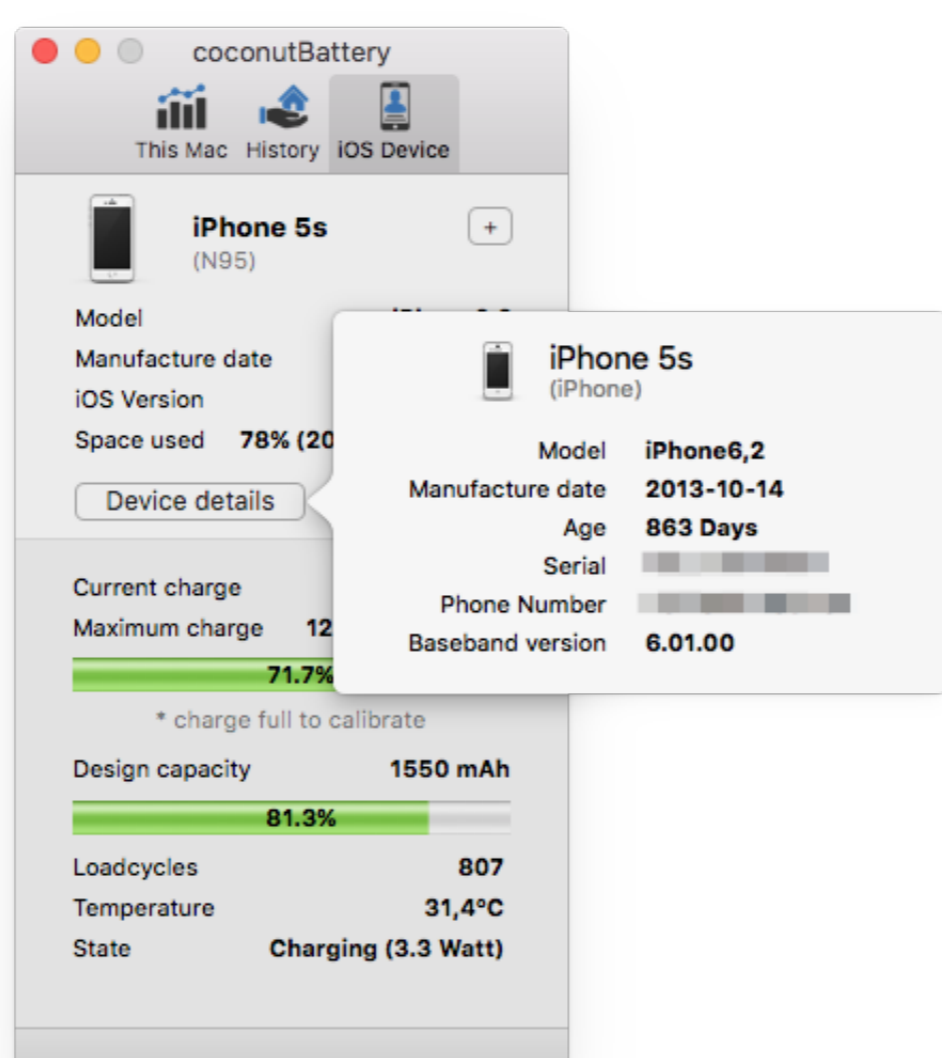 coconutBattery
This Mac History iOS Device
iPhone 5s
(N95)
+
Model
Manufacture date
iOS Version
Space used 78% (20
Device details
iPhone 5s
(iPhone)
Model iPhone6,2
Manufacture date 2013-10-14
Age 863 Days
Serial
Phone Number
Baseband version 6.01.00
Current charge
Maximum charge 12
71.7%
* charge full to calibrate
Design capacity 1550 mAh
81.3%
Loadcycles 807
Temperature 31,4°C
State Charging (3.3 Watt)